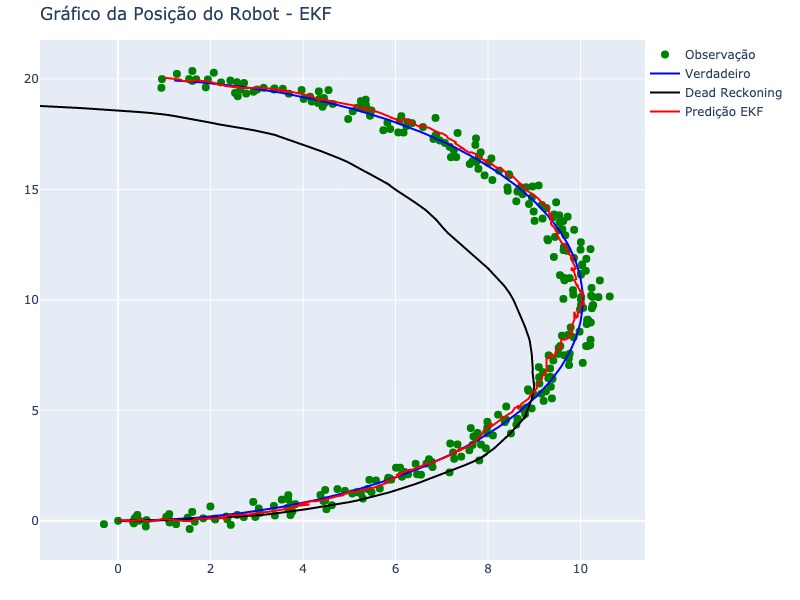 Gráfico da Posição do Robot - EKF
Observação
Verdadeiro
Dead Reckoning
Predição EKF
20
15
10
5
0
0 2 4 6 8 10